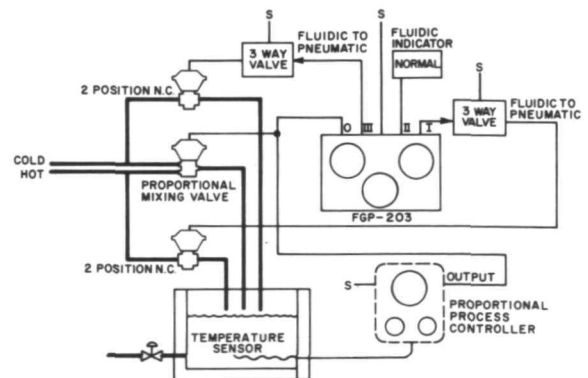 S
S
FLUIDIC TO
PNEUMATIC
3 WAY
VALVE
FLUIDIC
INDICATOR
NORMAL
S
FLUIDIC TO
PNEUMATIC
3 WAY
VALVE
2 POSITION N.C.
O III II I
COLD
HOT
PROPORTIONAL
MIXING VALVE
FGP-203
2 POSITION N.C.
OUTPUT
S
PROPORTIONAL
PROCESS
CONTROLLER
TEMPERATURE
SENSOR